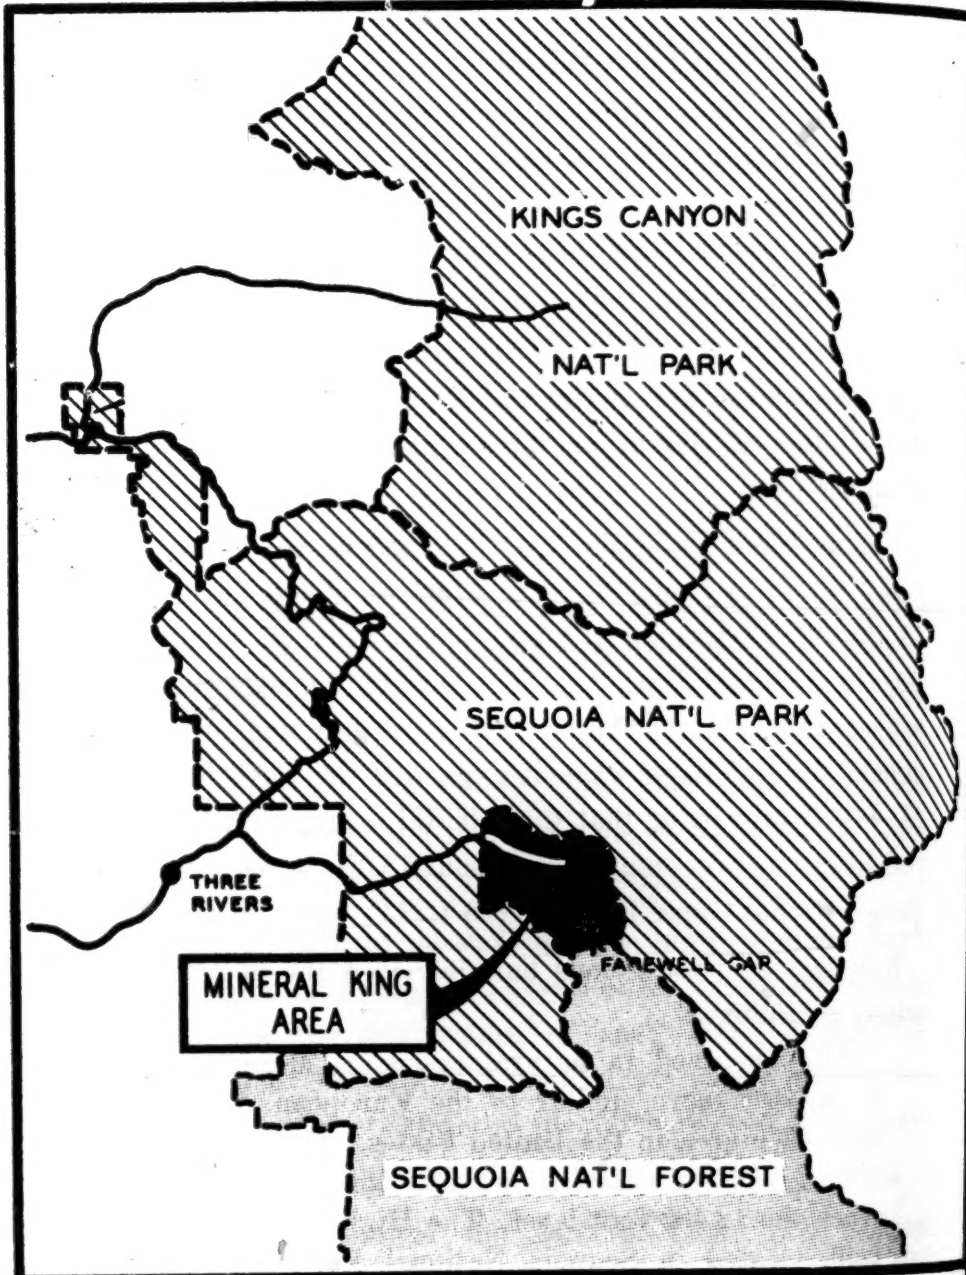 KINGS CANYON
NAT'L PARK
SEQUOIA NAT'L PARK
THREE
RIVERS
FAREWELL GAP
MINERAL KING
AREA
SEQUOIA NAT'L FOREST